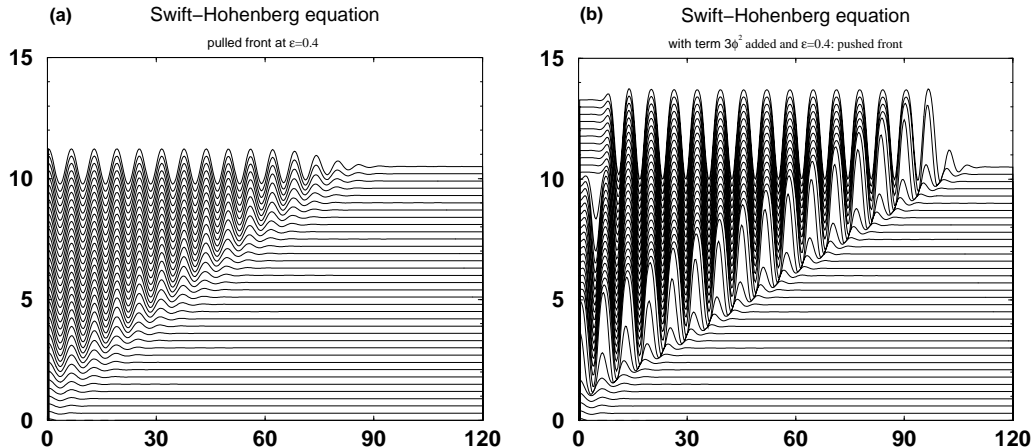 (a) Swift–Hohenberg equation
pulled front at ε=0.4
15
10
5
0
0 30 60 90 120
(b) Swift–Hohenberg equation
with term 3ϕ² added and ε=0.4: pushed front
15
10
5
0
0 30 60 90 120